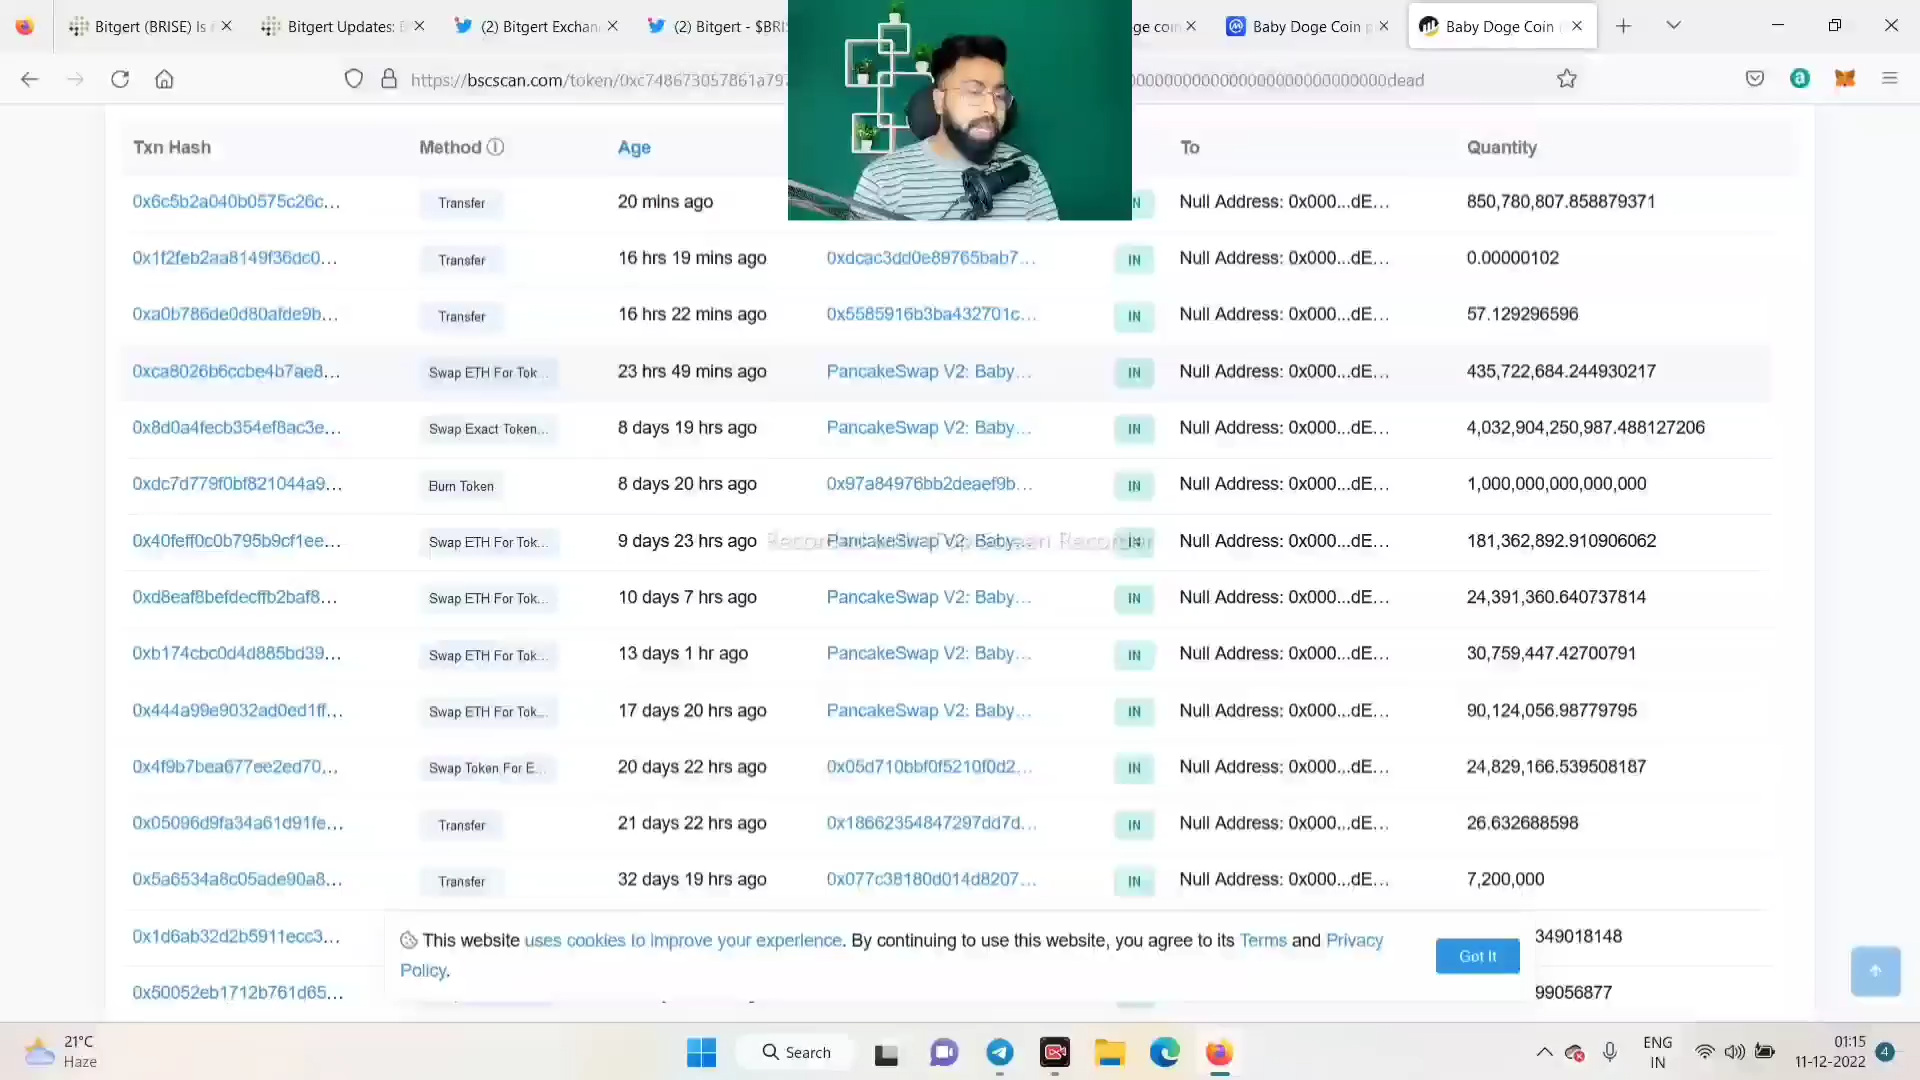 Bitgert (BRISE) Is
Bitgert Updates:
(2) Bitgert Exchan
(2) Bitgert - $BRIS
ge coin
Baby Doge Coin p
Baby Doge Coin (
https://bscscan.com/token/0xc748673057861a797
00000000000000000000000000000dead
Txn Hash Method Age To Quantity
0x6c5b2a040b0575c26c... Transfer 20 mins ago IN Null Address: 0x000...dE... 850,780,807.858879371
0x1f2feb2aa8149f36dc0... Transfer 16 hrs 19 mins ago 0xdcac3dd0e89765bab7... IN Null Address: 0x000...dE... 0.00000102
0xa0b786de0d80afde9b... Transfer 16 hrs 22 mins ago 0x5585916b3ba432701c... IN Null Address: 0x000...dE... 57.129296596
0xca8026b6ccbe4b7ae8... Swap ETH For Tok... 23 hrs 49 mins ago PancakeSwap V2: Baby... IN Null Address: 0x000...dE... 435,722,684.244930217
0x8d0a4fecb354ef8ac3e... Swap Exact Token... 8 days 19 hrs ago PancakeSwap V2: Baby... IN Null Address: 0x000...dE... 4,032,904,250,987.488127206
0xdc7d779f0bf821044a9... Burn Token 8 days 20 hrs ago 0x97a84976bb2deaef9b... IN Null Address: 0x000...dE... 1,000,000,000,000,000
0x40feff0c0b795b9cf1ee... Swap ETH For Tok... 9 days 23 hrs ago PancakeSwap V2: Baby... IN Null Address: 0x000...dE... 181,362,892.910906062
0xd8eaf8befdecffb2baf8... Swap ETH For Tok... 10 days 7 hrs ago PancakeSwap V2: Baby... IN Null Address: 0x000...dE... 24,391,360.640737814
0xb174cbc0d4d885bd39... Swap ETH For Tok... 13 days 1 hr ago PancakeSwap V2: Baby... IN Null Address: 0x000...dE... 30,759,447.42700791
0x444a99e9032ad0ed1ff... Swap ETH For Tok... 17 days 20 hrs ago PancakeSwap V2: Baby... IN Null Address: 0x000...dE... 90,124,056.98779795
0x4f9b7bea677ee2ed70... Swap Token For E... 20 days 22 hrs ago 0x05d710bbf0f5210f0d2... IN Null Address: 0x000...dE... 24,829,166.539508187
0x05096d9fa34a61d91fe... Transfer 21 days 22 hrs ago 0x18662354847297dd7d... IN Null Address: 0x000...dE... 26.632688598
0x5a6534a8c05ade90a8... Transfer 32 days 19 hrs ago 0x077c38180d014d8207... IN Null Address: 0x000...dE... 7,200,000
0x1d6ab32d2b5911ecc3... 349018148
This website uses cookies to improve your experience. By continuing to use this website, you agree to its Terms and Privacy
Policy.
Got It
0x50052eb1712b761d65... 99056877
21°C
Haze
Search
ENG
IN
01:15
11-12-2022
4